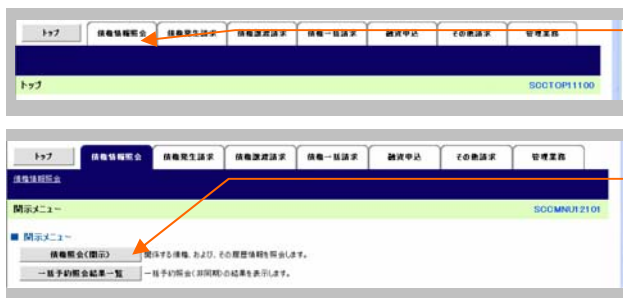 トップ 債権情報照会 債権発生請求 債権譲渡請求 債権一括請求 融資申込 その他請求 管理業務
トップ SCCTOP11100
トップ 債権情報照会 債権発生請求 債権譲渡請求 債権一括請求 融資申込 その他請求 管理業務
債権情報照会
開示メニュー SCCMNU12101
■ 開示メニュー
債権照会(開示) 関係する債権、および、その履歴情報を照会します。
一括予約照会結果一覧 一括予約照会(非同期)の結果を表示します。